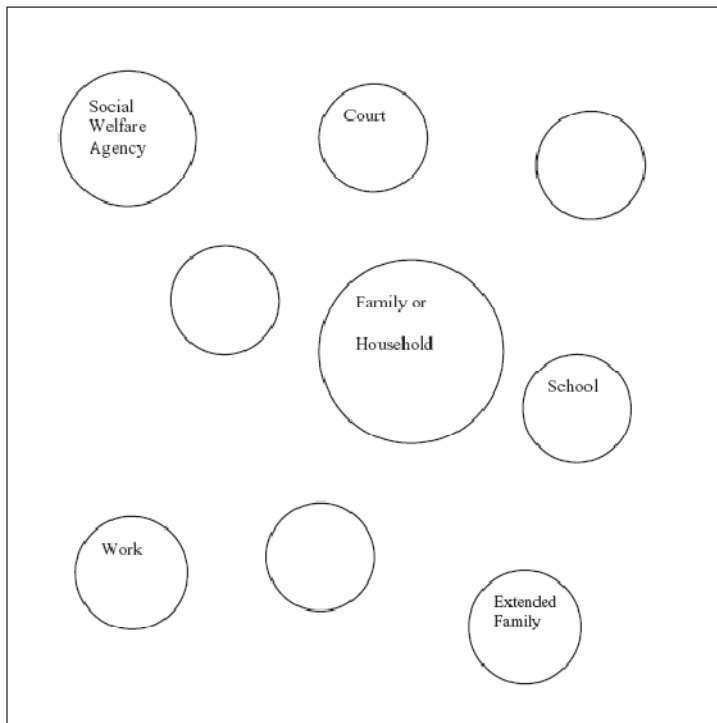 Social
Welfare
Agency
Court
Family or
Household
School
Work
Extended
Family